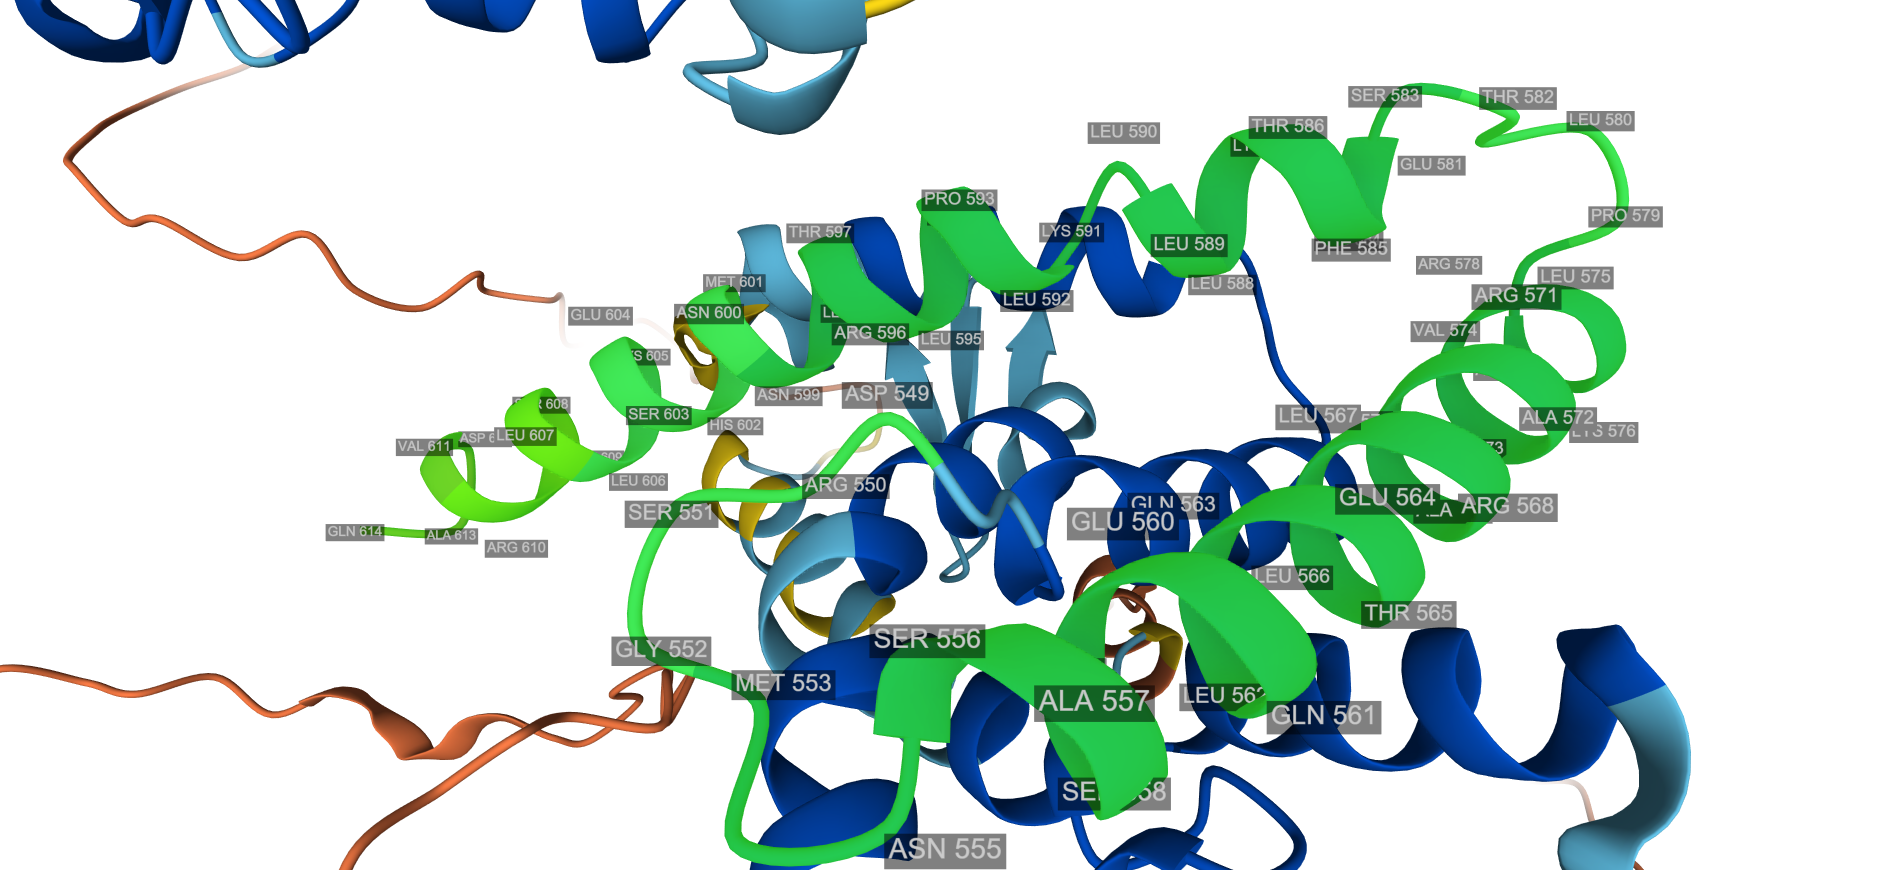 SER 583
THR 582
LEU 580
THR 586
LEU 590
GLU 581
PRO 593
PRO 579
THR 597
LYS 591
LEU 589
PHE 585
ARG 578
LEU 575
MET 601
LEU 588
ARG 571
LEU 592
ASN 600
GLU 604
ARG 596
LEU 595
VAL 574
ASN 599
ASP 549
SER 603
LEU 567
ALA 572
HIS 602
LEU 607
VAL 611
LEU 606
ARG 550
SER 551
GLU 564
ARG 568
GLN 563
GLU 560
GLN 614
ALA 613
ARG 610
LEU 566
THR 565
SER 556
GLY 552
MET 553
ALA 557
GLN 561
ASN 555